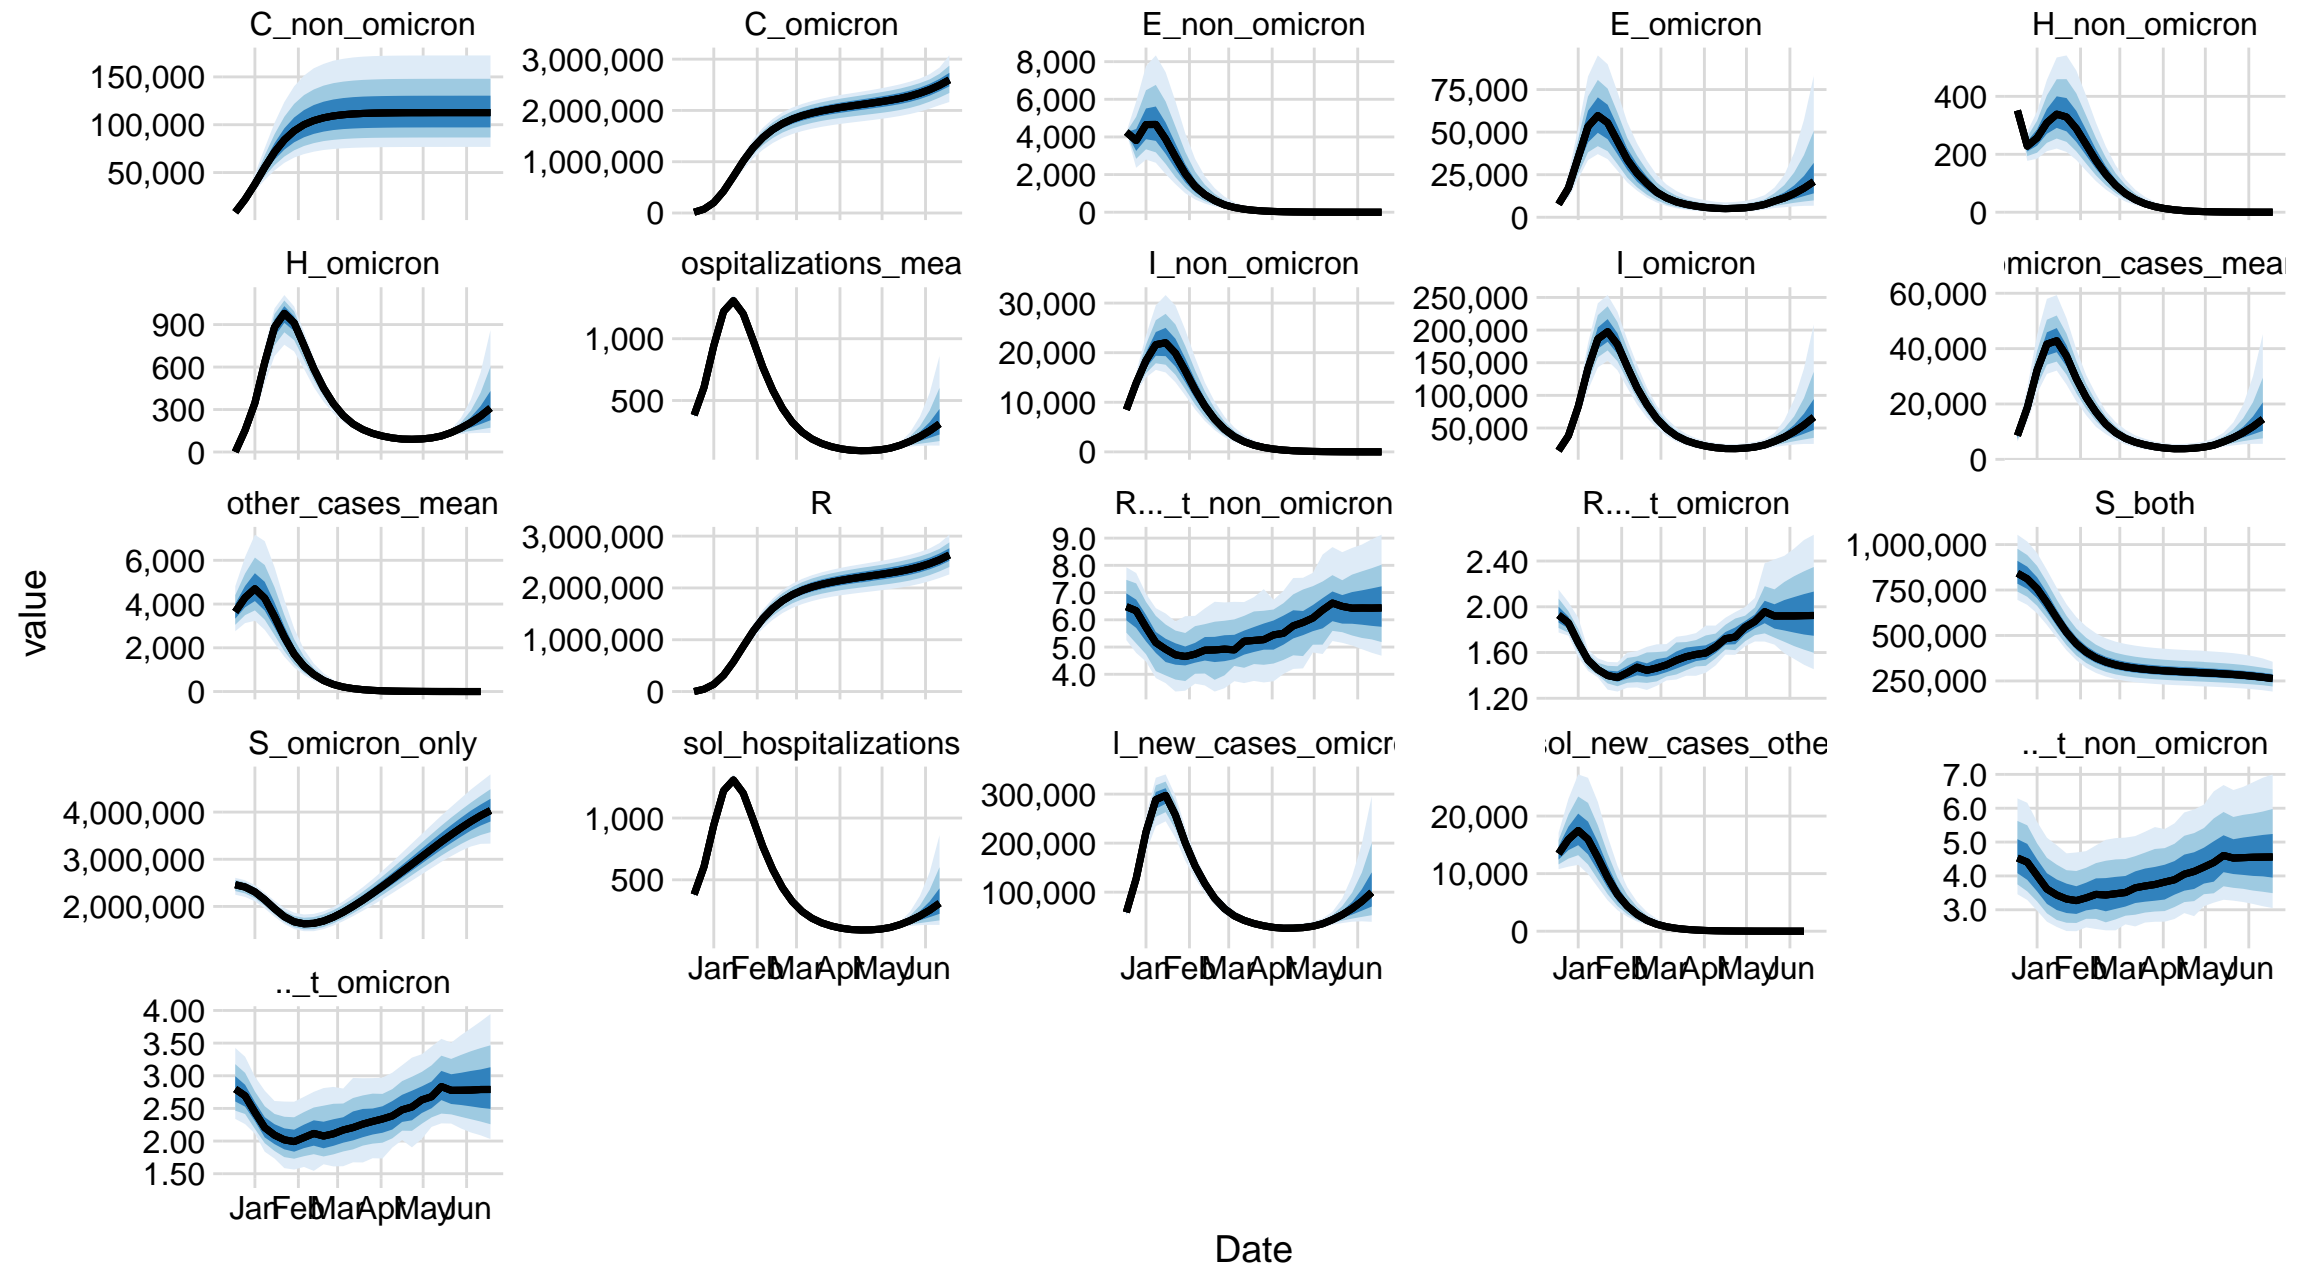 C_non_omicron
150,000
100,000
50,000
C_omicron
3,000,000
2,000,000
1,000,000
0
E_non_omicron
8,000
6,000
4,000
2,000
0
E_omicron
75,000
50,000
25,000
0
H_non_omicron
400
200
0
H_omicron
900
600
300
0
ospitalizations_mea
1,000
500
I_non_omicron
30,000
20,000
10,000
0
I_omicron
250,000
200,000
150,000
100,000
50,000
omicron_cases_mean
60,000
40,000
20,000
0
other_cases_mean
6,000
4,000
2,000
0
R
3,000,000
2,000,000
1,000,000
0
R..._t_non_omicron
9.0
8.0
7.0
6.0
5.0
4.0
R..._t_omicron
2.40
2.00
1.60
1.20
S_both
1,000,000
750,000
500,000
250,000
S_omicron_only
4,000,000
3,000,000
2,000,000
sol_hospitalizations
1,000
500
Jan Feb Mar Apr May Jun
l_new_cases_omicr
300,000
200,000
100,000
Jan Feb Mar Apr May Jun
sol_new_cases_othe
20,000
10,000
0
Jan Feb Mar Apr May Jun
.._t_non_omicron
7.0
6.0
5.0
4.0
3.0
Jan Feb Mar Apr May Jun
.._t_omicron
4.00
3.50
3.00
2.50
2.00
1.50
Jan Feb Mar Apr May Jun
value
Date